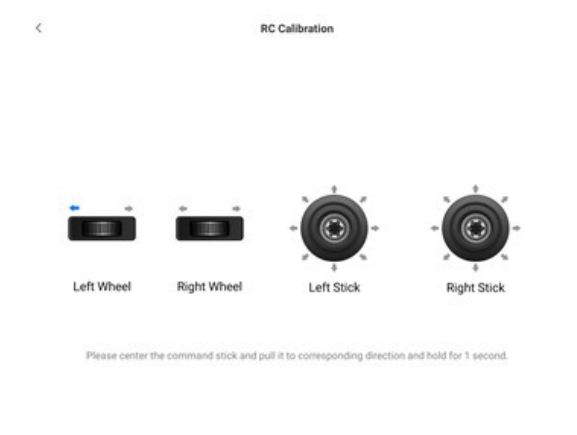 RC Calibration
Left Wheel
Right Wheel
Left Stick
Right Stick
Please center the command stick and pull it to corresponding direction and hold for 1 second.